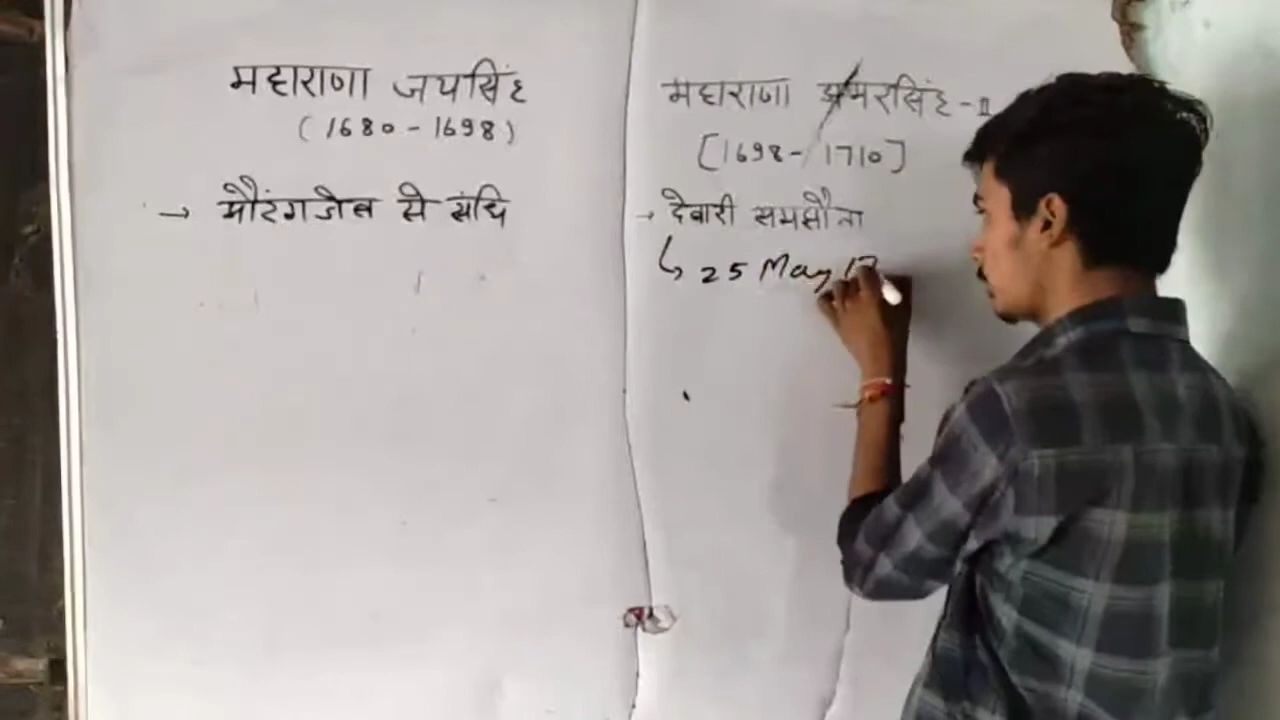 महाराणा जयसिंह
(1680-1698)
→ औरंगजेब से संधि
महाराणा अमरसिंह-II
[1698-1710]
→ देबारी समझौता
↳ 25 May 17